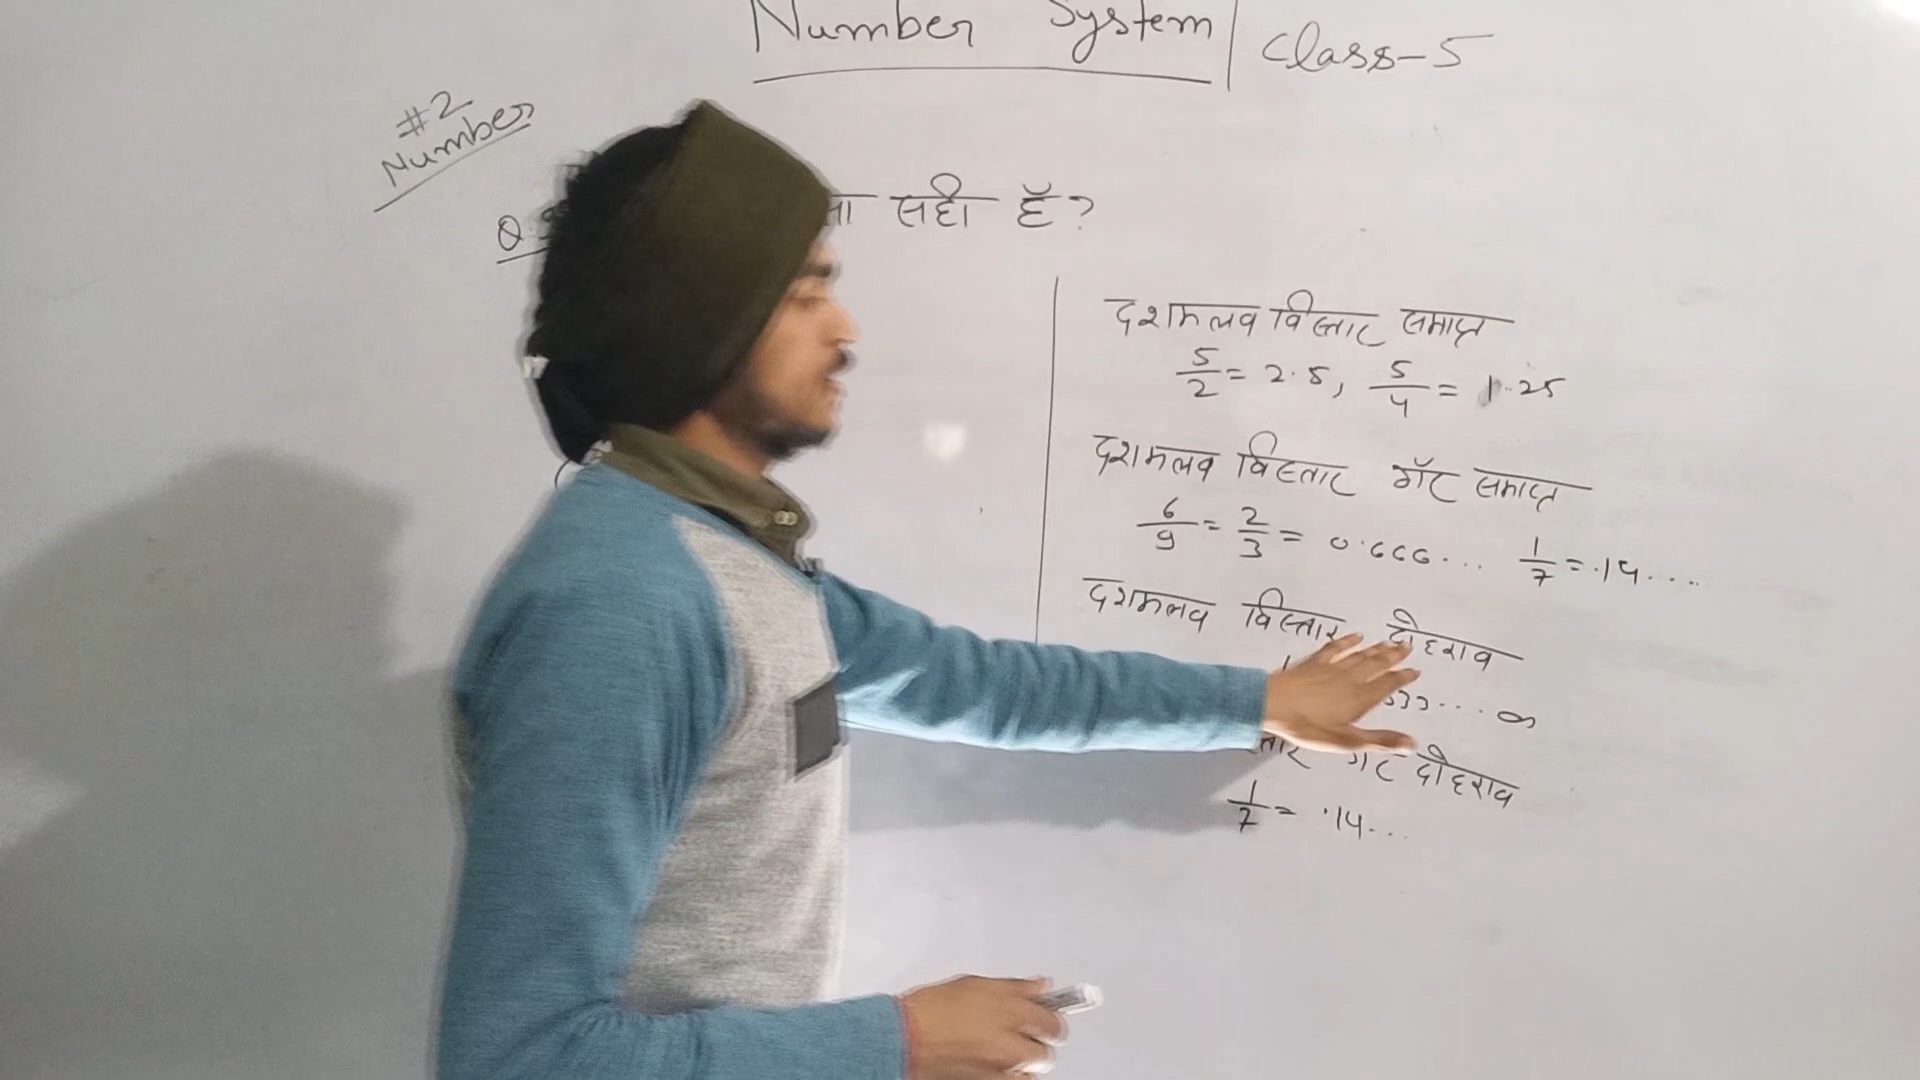 Number System | Class-5
#2
Number
Q.
सही है?
दशमलव विस्तार समाप्त
5/2 = 2.5, 5/4 = 1.25
दशमलव विस्तार गैर समाप्त
6/9 = 2/3 = 0.666... 1/7 = .14....
दशमलव विस्तार दोहराव
33... ∞
गैर दोहराव
1/7 = .14...